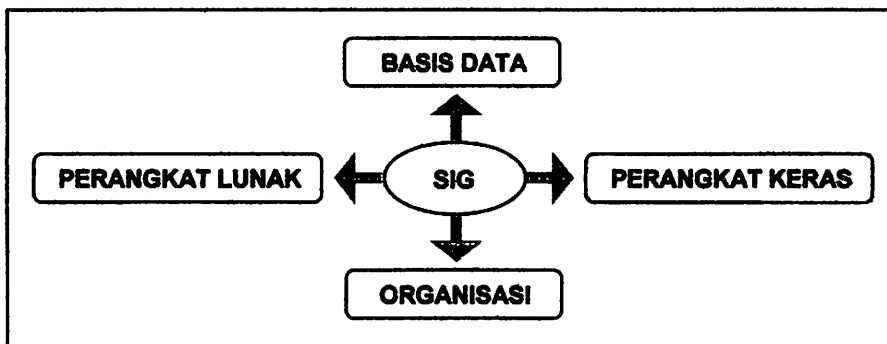 BASIS DATA
PERANGKAT LUNAK
SIG
PERANGKAT KERAS
ORGANISASI